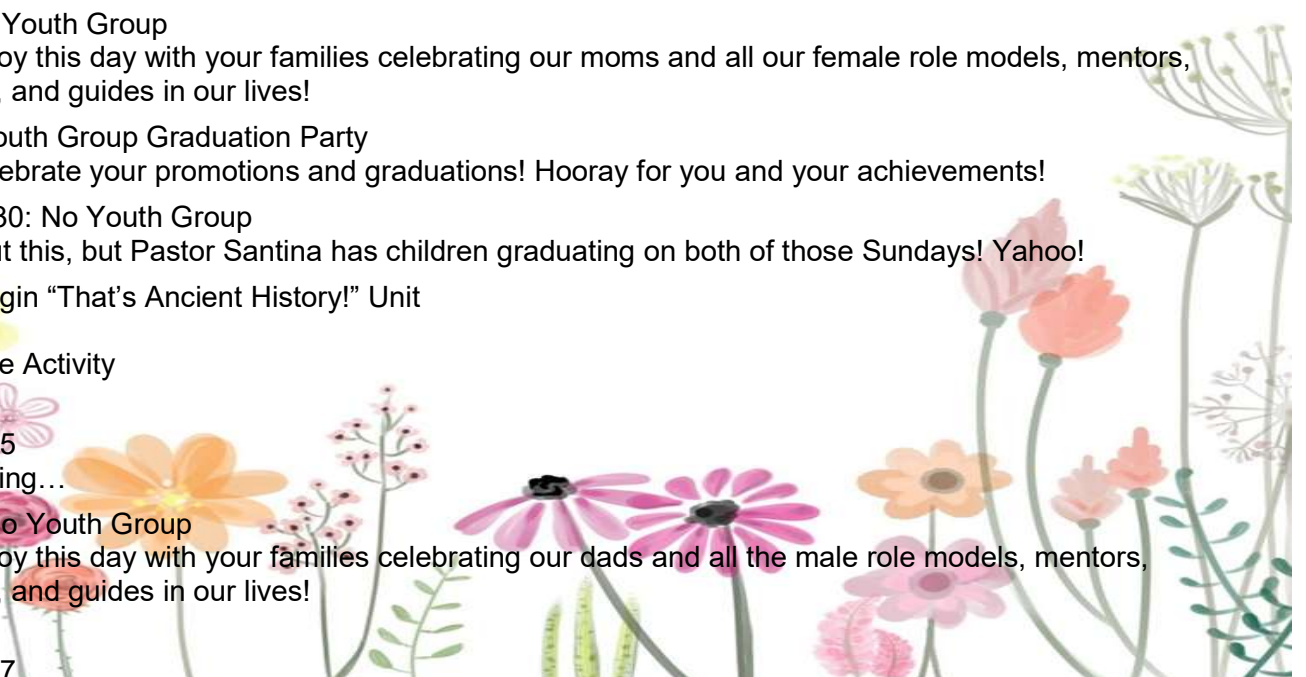 Youth Group
oy this day with your families celebrating our moms and all our female role models, mentors,
, and guides in our lives!
outh Group Graduation Party
ebrate your promotions and graduations! Hooray for you and your achievements!
30: No Youth Group
ut this, but Pastor Santina has children graduating on both of those Sundays! Yahoo!
gin “That’s Ancient History!” Unit
e Activity
5
ing…
o Youth Group
oy this day with your families celebrating our dads and all the male role models, mentors,
, and guides in our lives!
7